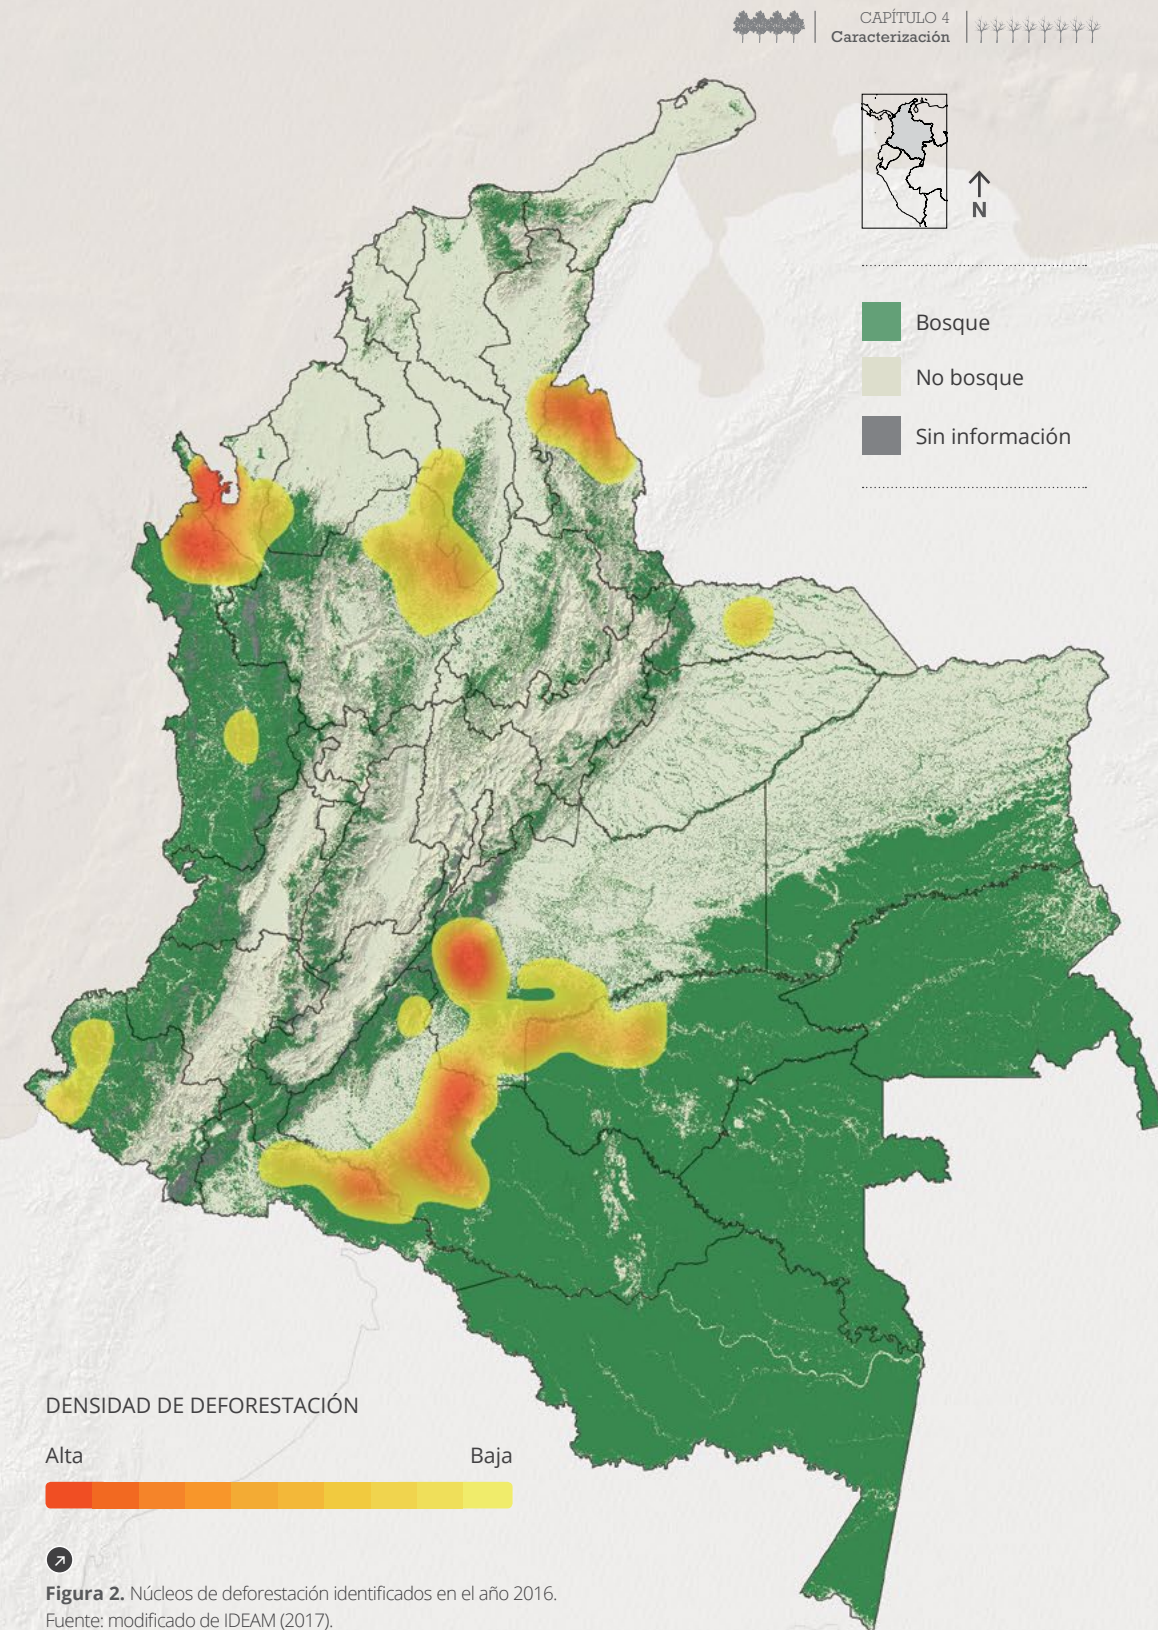 CAPÍTULO 4
Caracterización
N
Bosque
No bosque
Sin información
DENSIDAD DE DEFORESTACIÓN
Alta
Baja
Figura 2. Núcleos de deforestación identificados en el año 2016.
Fuente: modificado de IDEAM (2017).